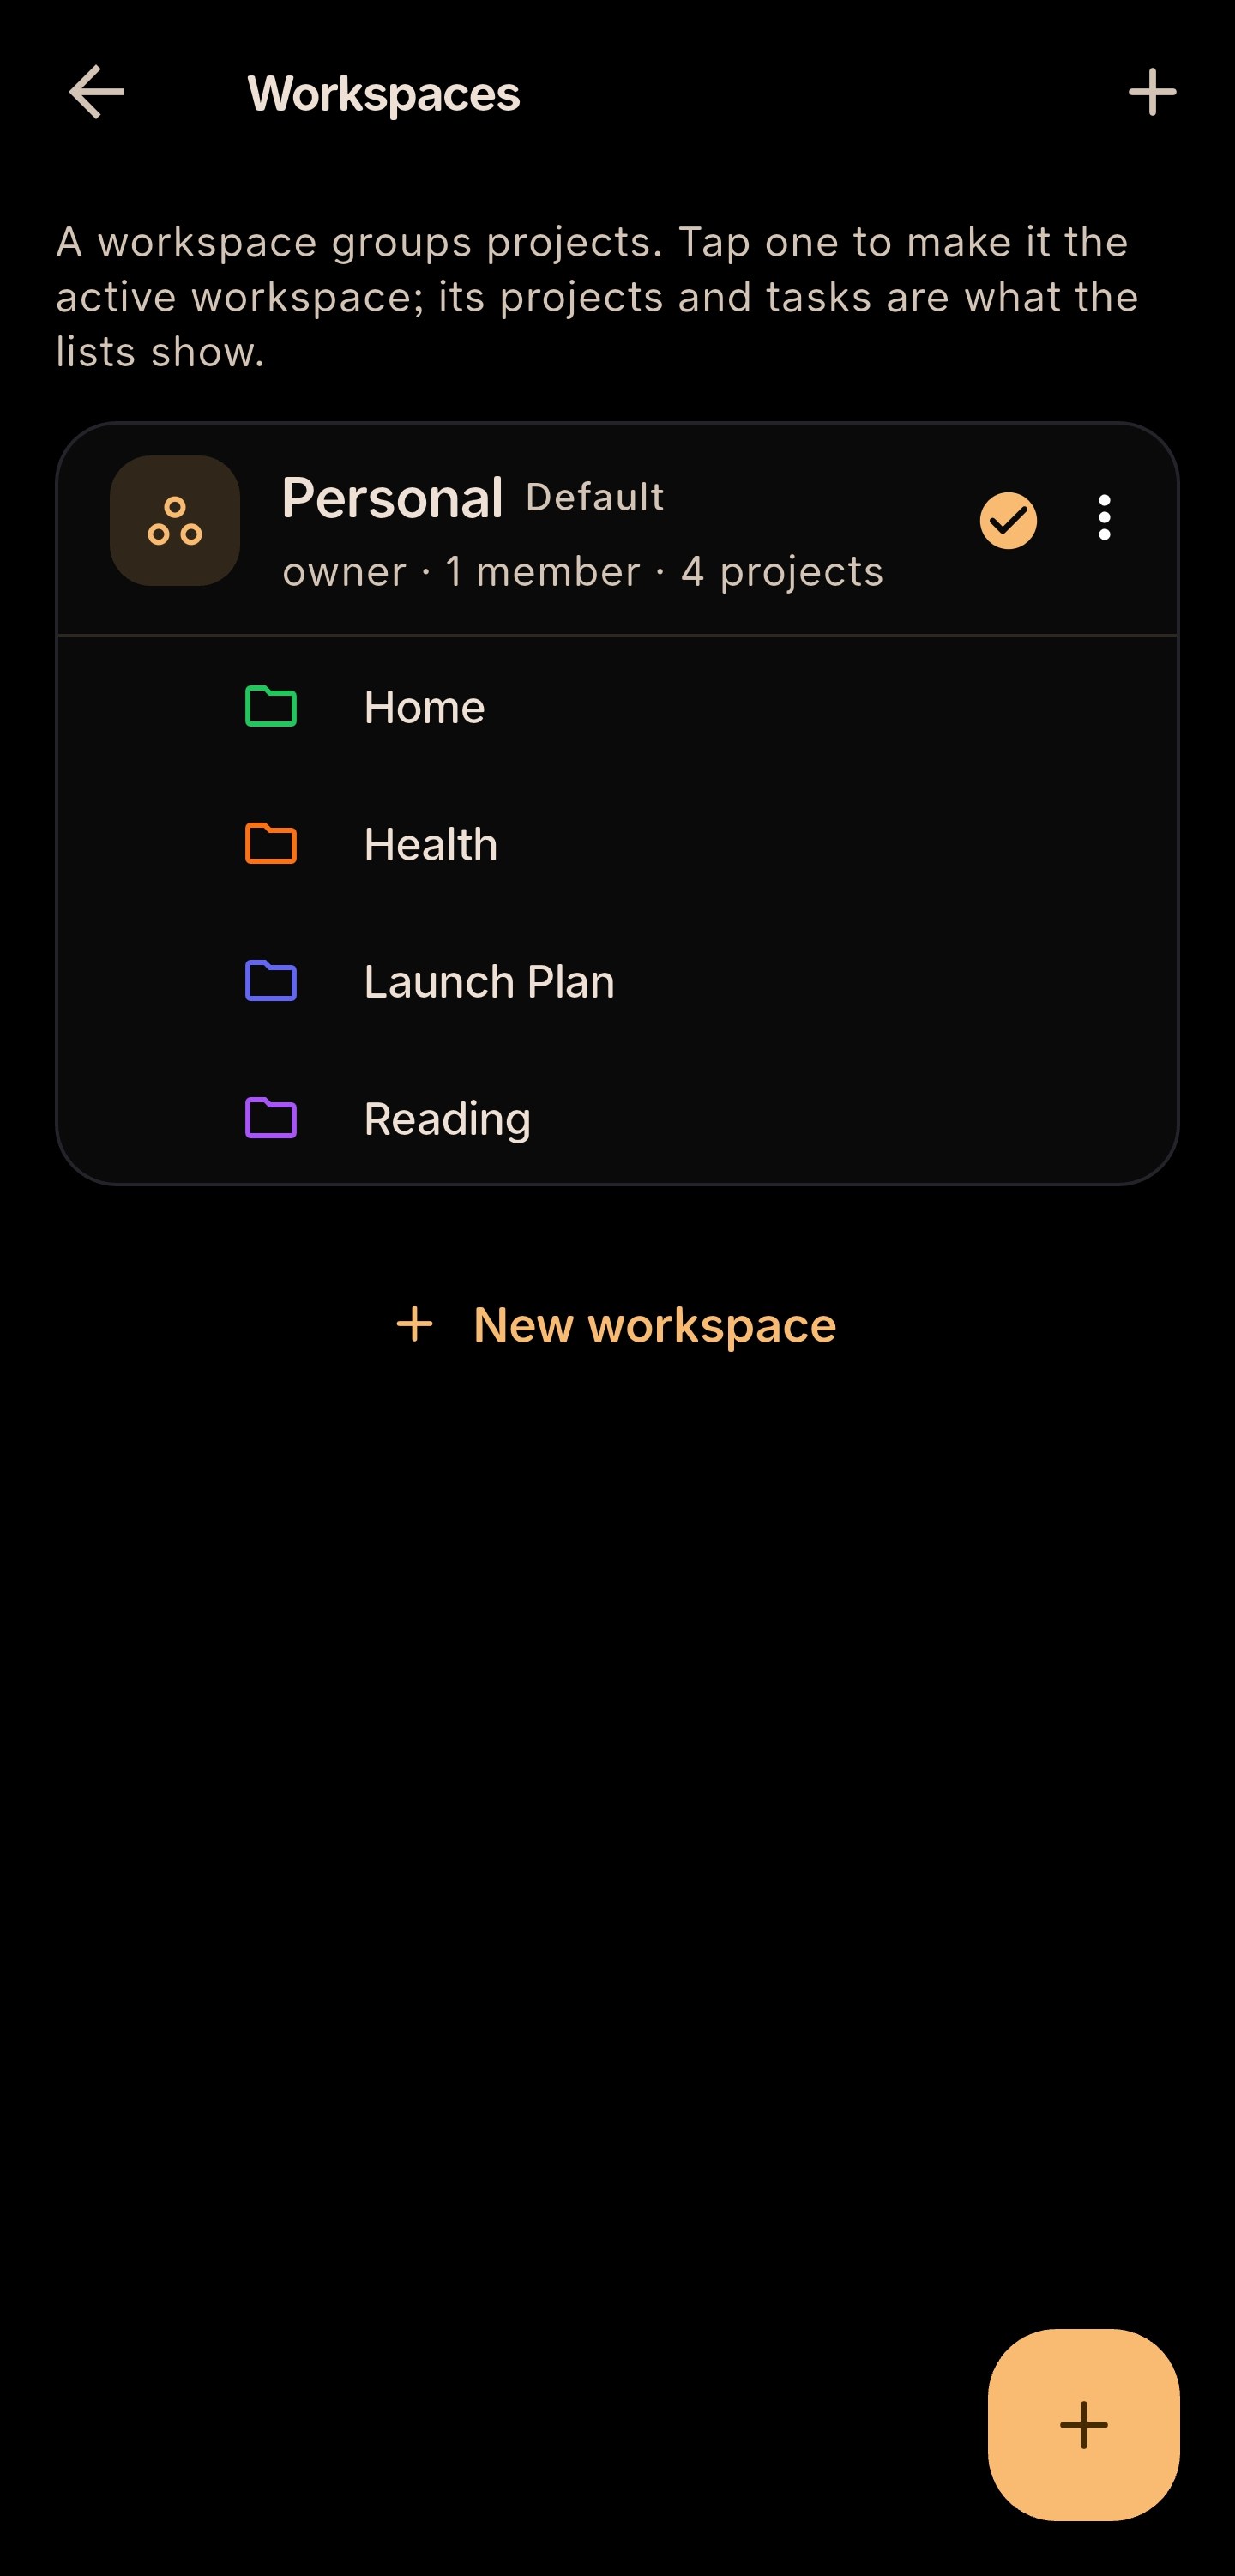 Workspaces
A workspace groups projects. Tap one to make it the
active workspace; its projects and tasks are what the
lists show.
Personal Default
owner · 1 member · 4 projects
Home
Health
Launch Plan
Reading
New workspace